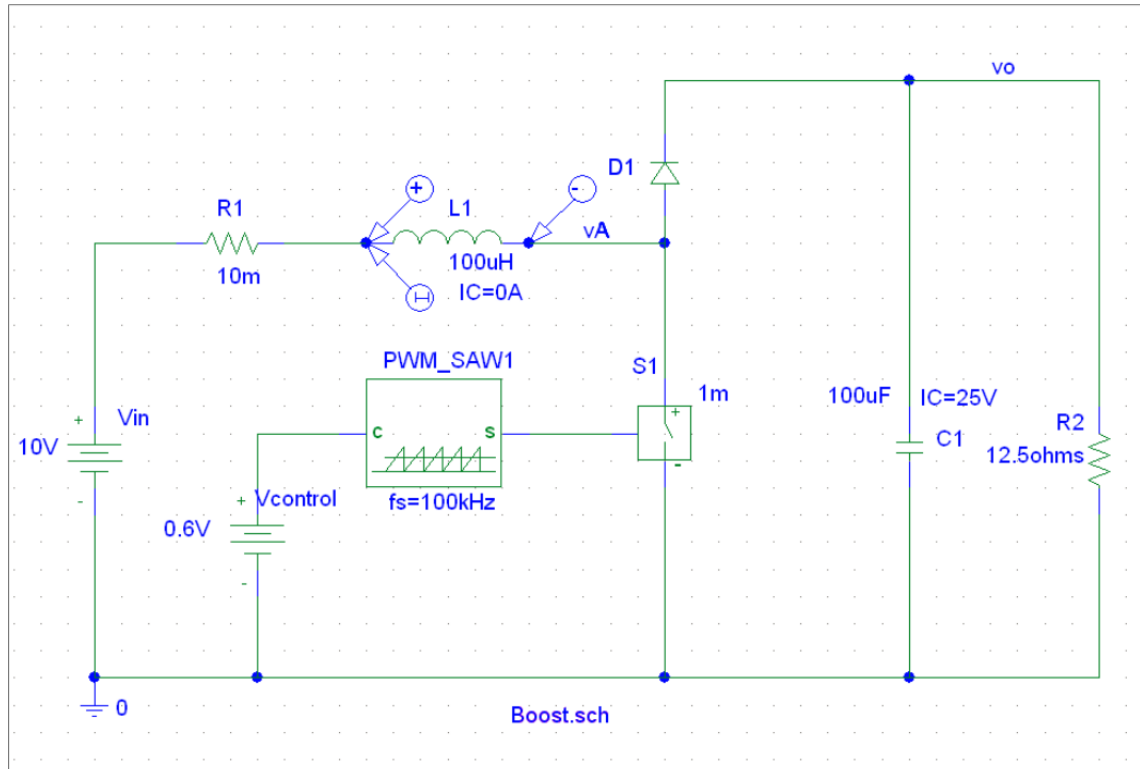 vo
D1
R1
L1
vA
10m
100uH
IC=0A
PWM_SAW1
S1
1m
100uF
IC=25V
C1
R2
12.5ohms
+
Vin
10V
-
c
s
fs=100kHz
+
-
+
Vcontrol
0.6V
-
0
Boost.sch
+
-
I